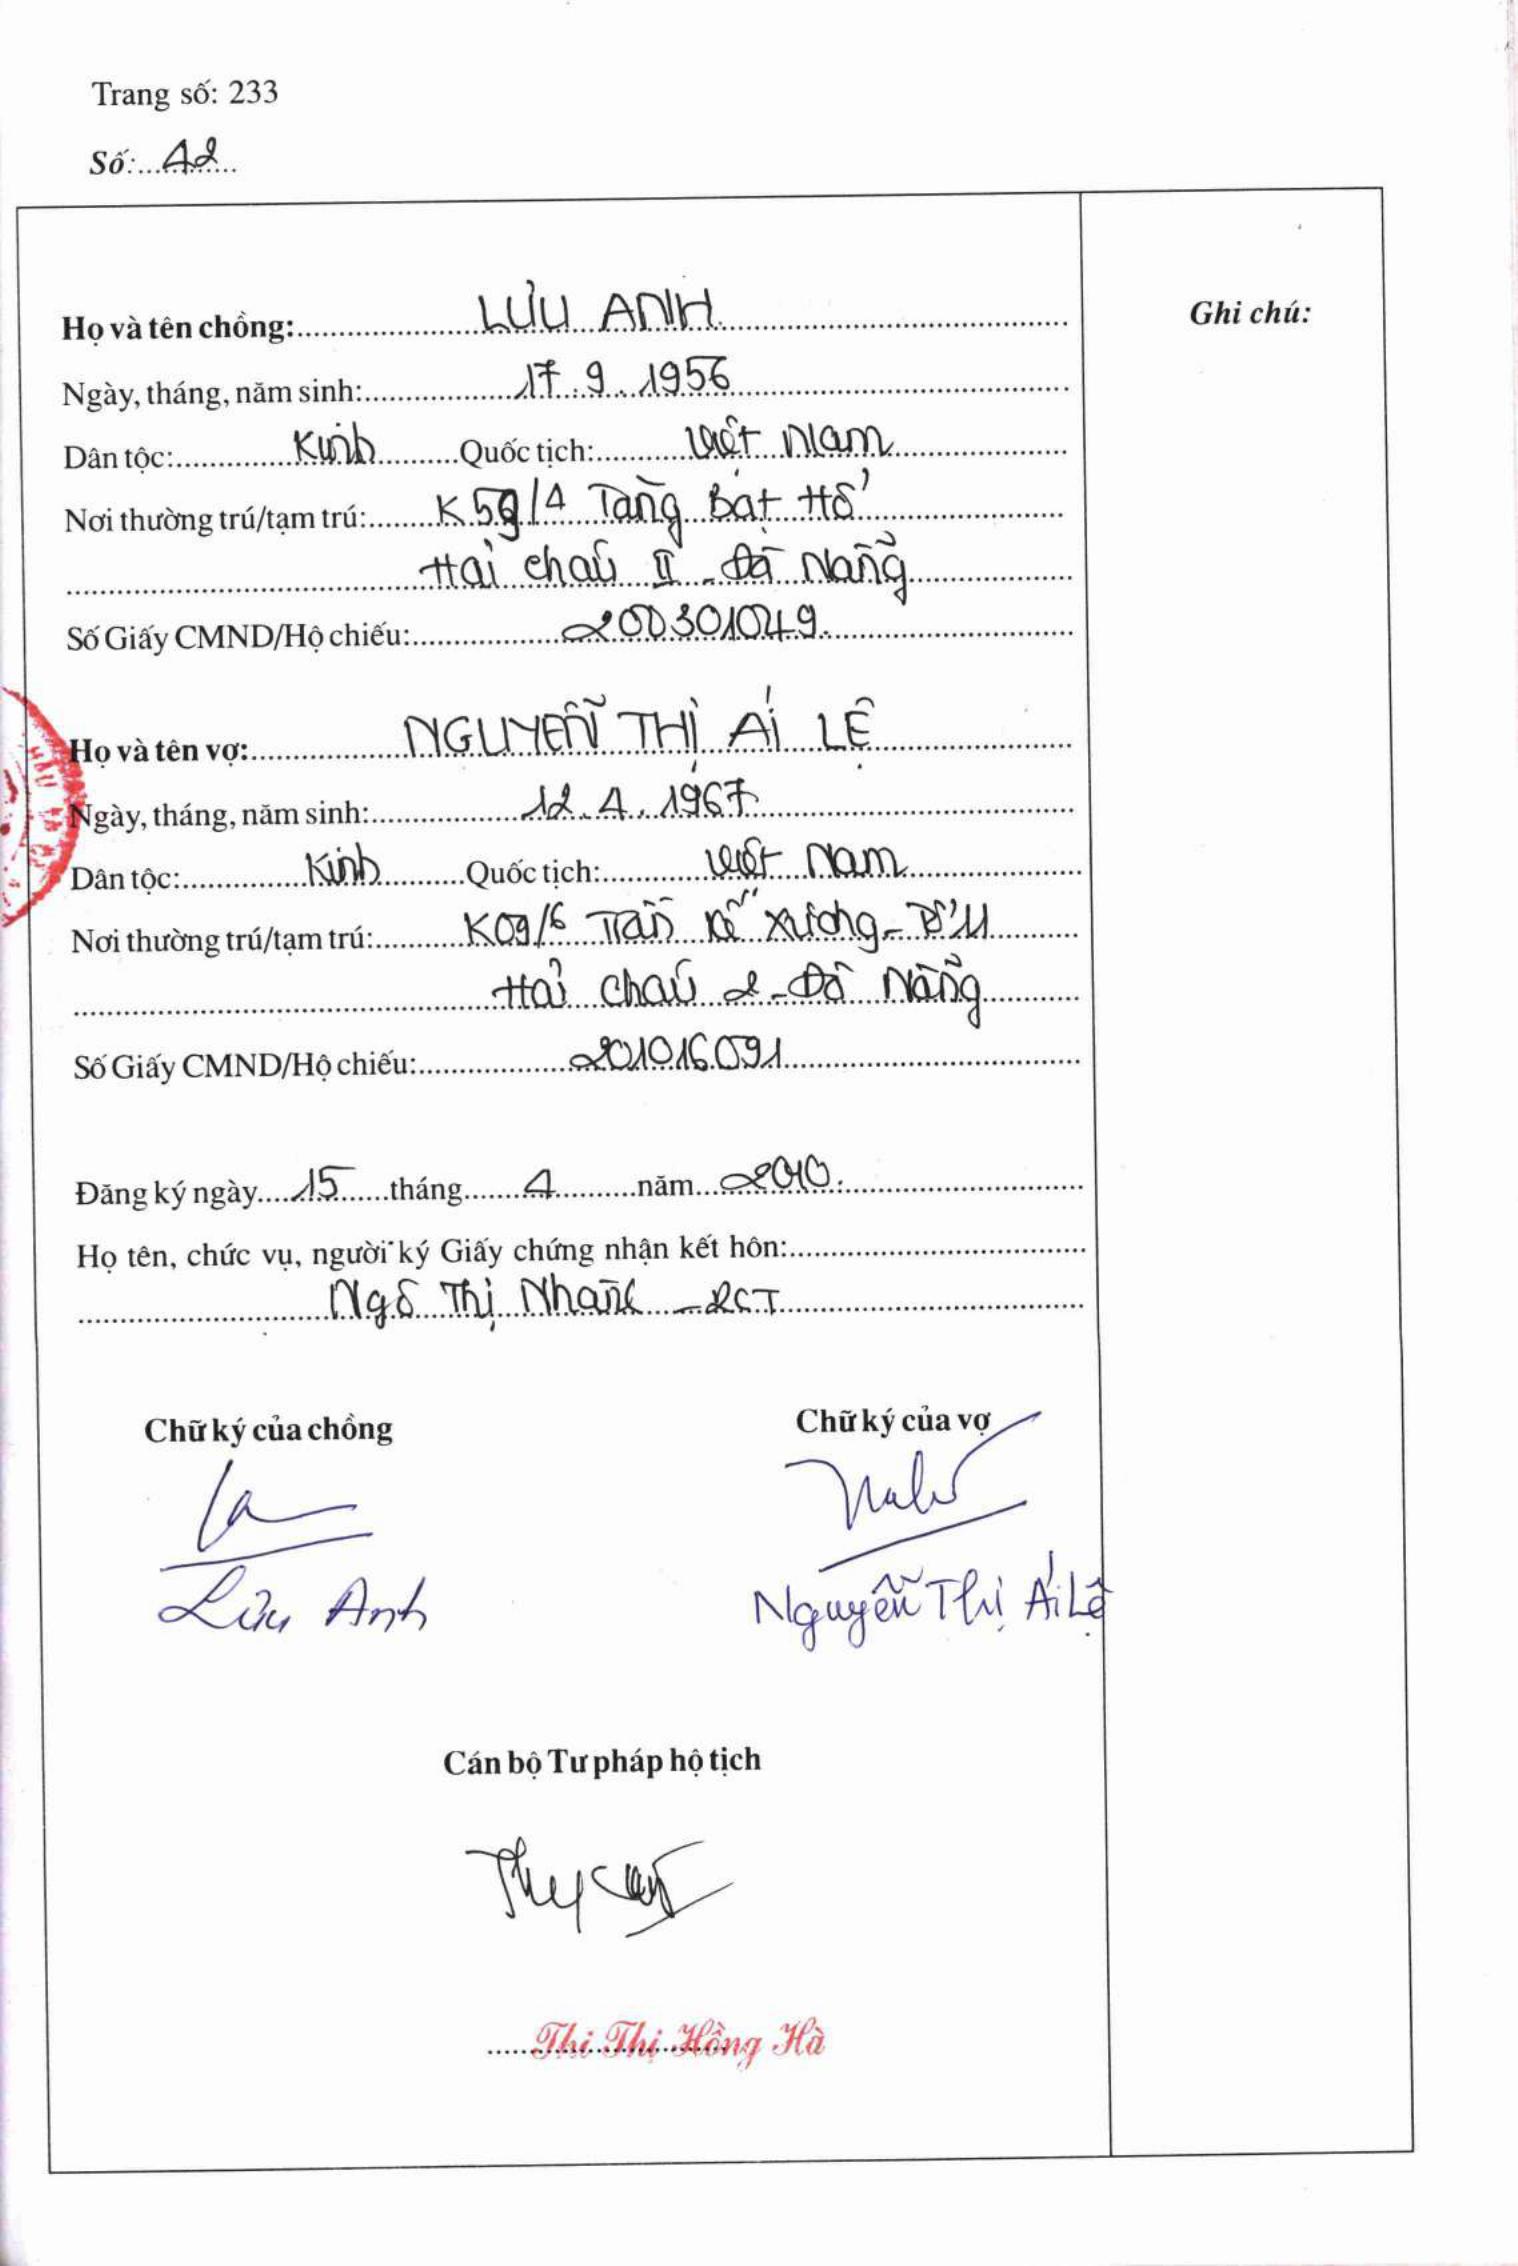 Trang số: 233
Số: 42
Ghi chú:
Họ và tên chồng: LƯU ANH
Ngày, tháng, năm sinh: 17.9.1956
Dân tộc: Kinh Quốc tịch: Việt Nam
Nơi thường trú/tạm trú: K59/4 Tăng Bạt Hổ
Hải Châu II - Đà Nẵng
Số Giấy CMND/Hộ chiếu: 200301049.
Họ và tên vợ: NGUYỄN THỊ ÁI LỆ
Ngày, tháng, năm sinh: 12.4.1967
Dân tộc: Kinh Quốc tịch: Việt Nam
Nơi thường trú/tạm trú: K09/6 Trần Kế Xương -
Hải Châu 2 - Đà Nẵng
Số Giấy CMND/Hộ chiếu: 201016091
Đăng ký ngày 15 tháng 4 năm 2010.
Họ tên, chức vụ, người ký Giấy chứng nhận kết hôn:
Ngô Thị
Chữ ký của chồng Chữ ký của vợ
Lưu Anh Nguyễn Thị Ái Lệ
Cán bộ Tư pháp hộ tịch
Thi Thị Hồng Hà